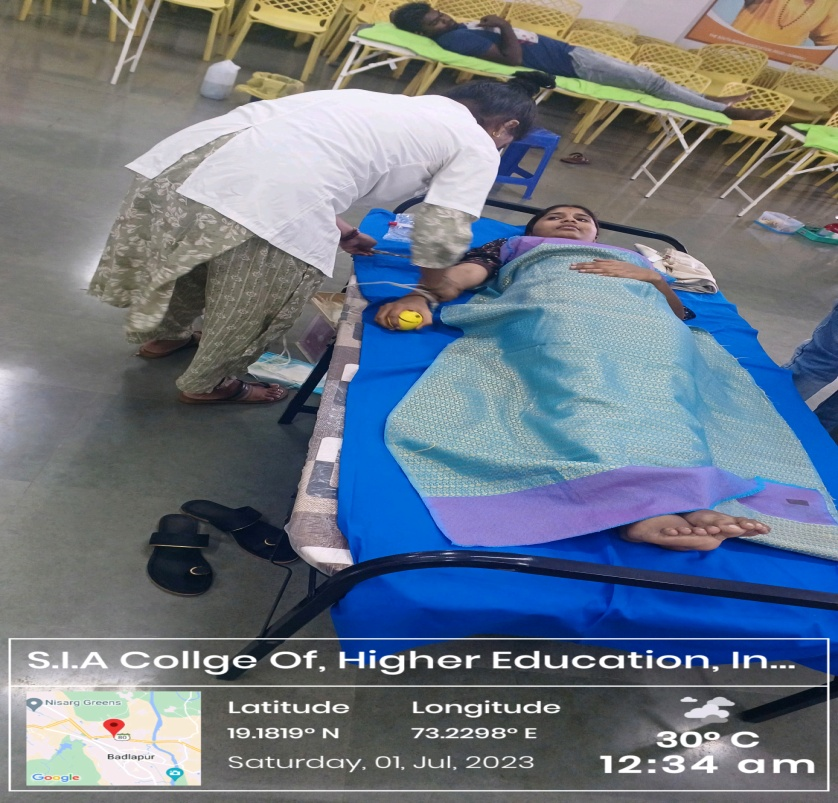 S.I.A Collge Of, Higher Education, In...
Nisarg Greens
Badlapur
Google
Latitude
Longitude
19.1819° N
73.2298° E
Saturday, 01, Jul, 2023
30° C
12:34 am